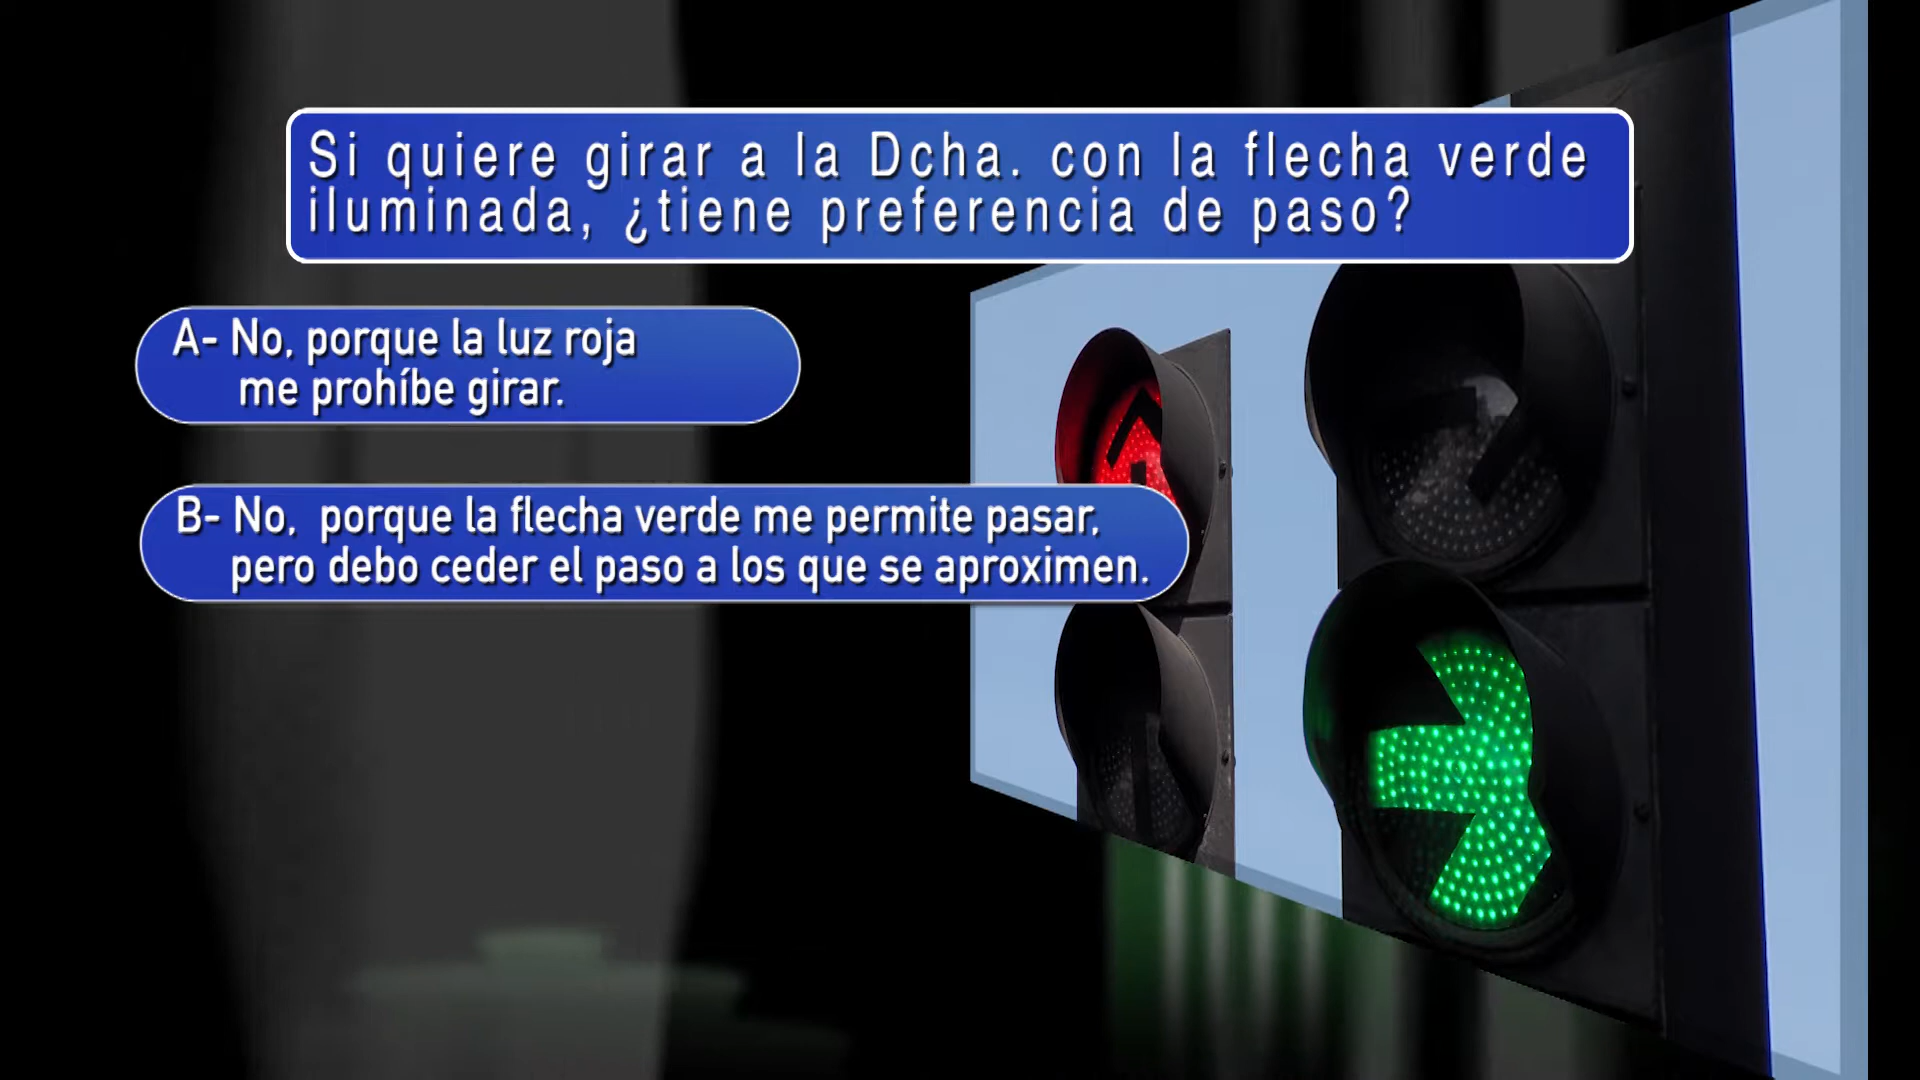 Si quiere girar a la Dcha. con la flecha verde
iluminada, ¿tiene preferencia de paso?
A- No, porque la luz roja
me prohíbe girar.
B- No, porque la flecha verde me permite pasar,
pero debo ceder el paso a los que se aproximen.